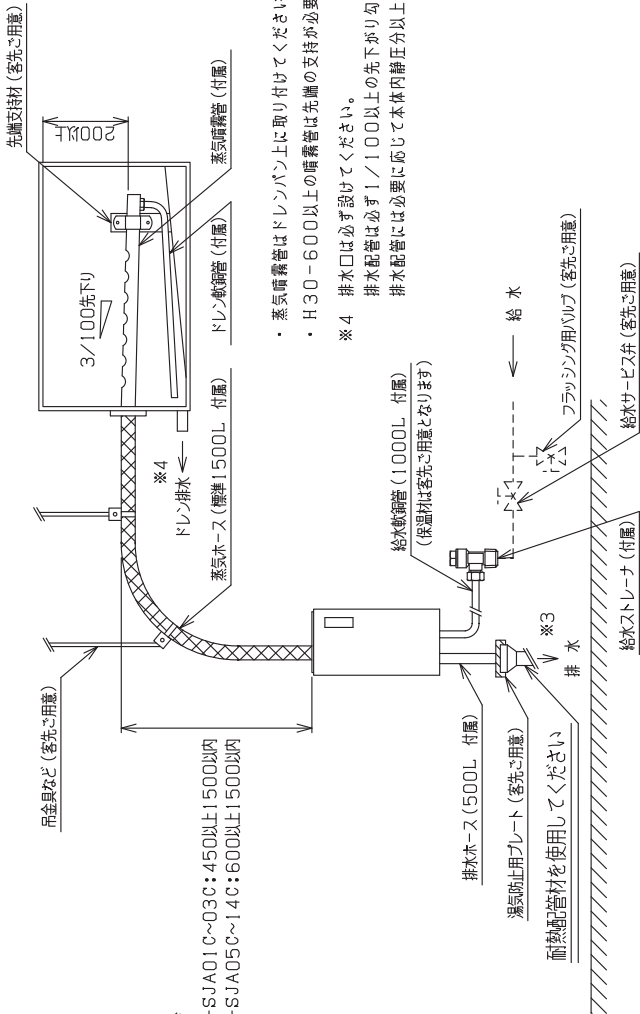 先端支持材(客先ご用意)
200以上
蒸気噴霧管(付属)
3/100先下り
ドレン軟銅管(付属)
・ 蒸気噴霧管はドレンパン上に取り付けてください
・ H30-600以上の噴霧管は先端の支持が必要
※4 排水口は必ず設けてください。
排水配管は必ず1/100以上の先下がり勾
排水配管には必要に応じて本体内静圧分以上
※4
ドレン排水
蒸気ホース(標準1500L 付属)
吊金具など(客先ご用意)
-SJA01C~03C:450以上1500以内
-SJA05C~14C:600以上1500以内
給水軟銅管(1000L 付属)
(保温材は客先ご用意となります)
給 水
フラッシング用バルブ(客先ご用意)
給水サービス弁(客先ご用意)
給水ストレーナ(付属)
※3
排 水
排水ホース(500L 付属)
湯気防止用プレート(客先ご用意)
耐熱配管材を使用してください